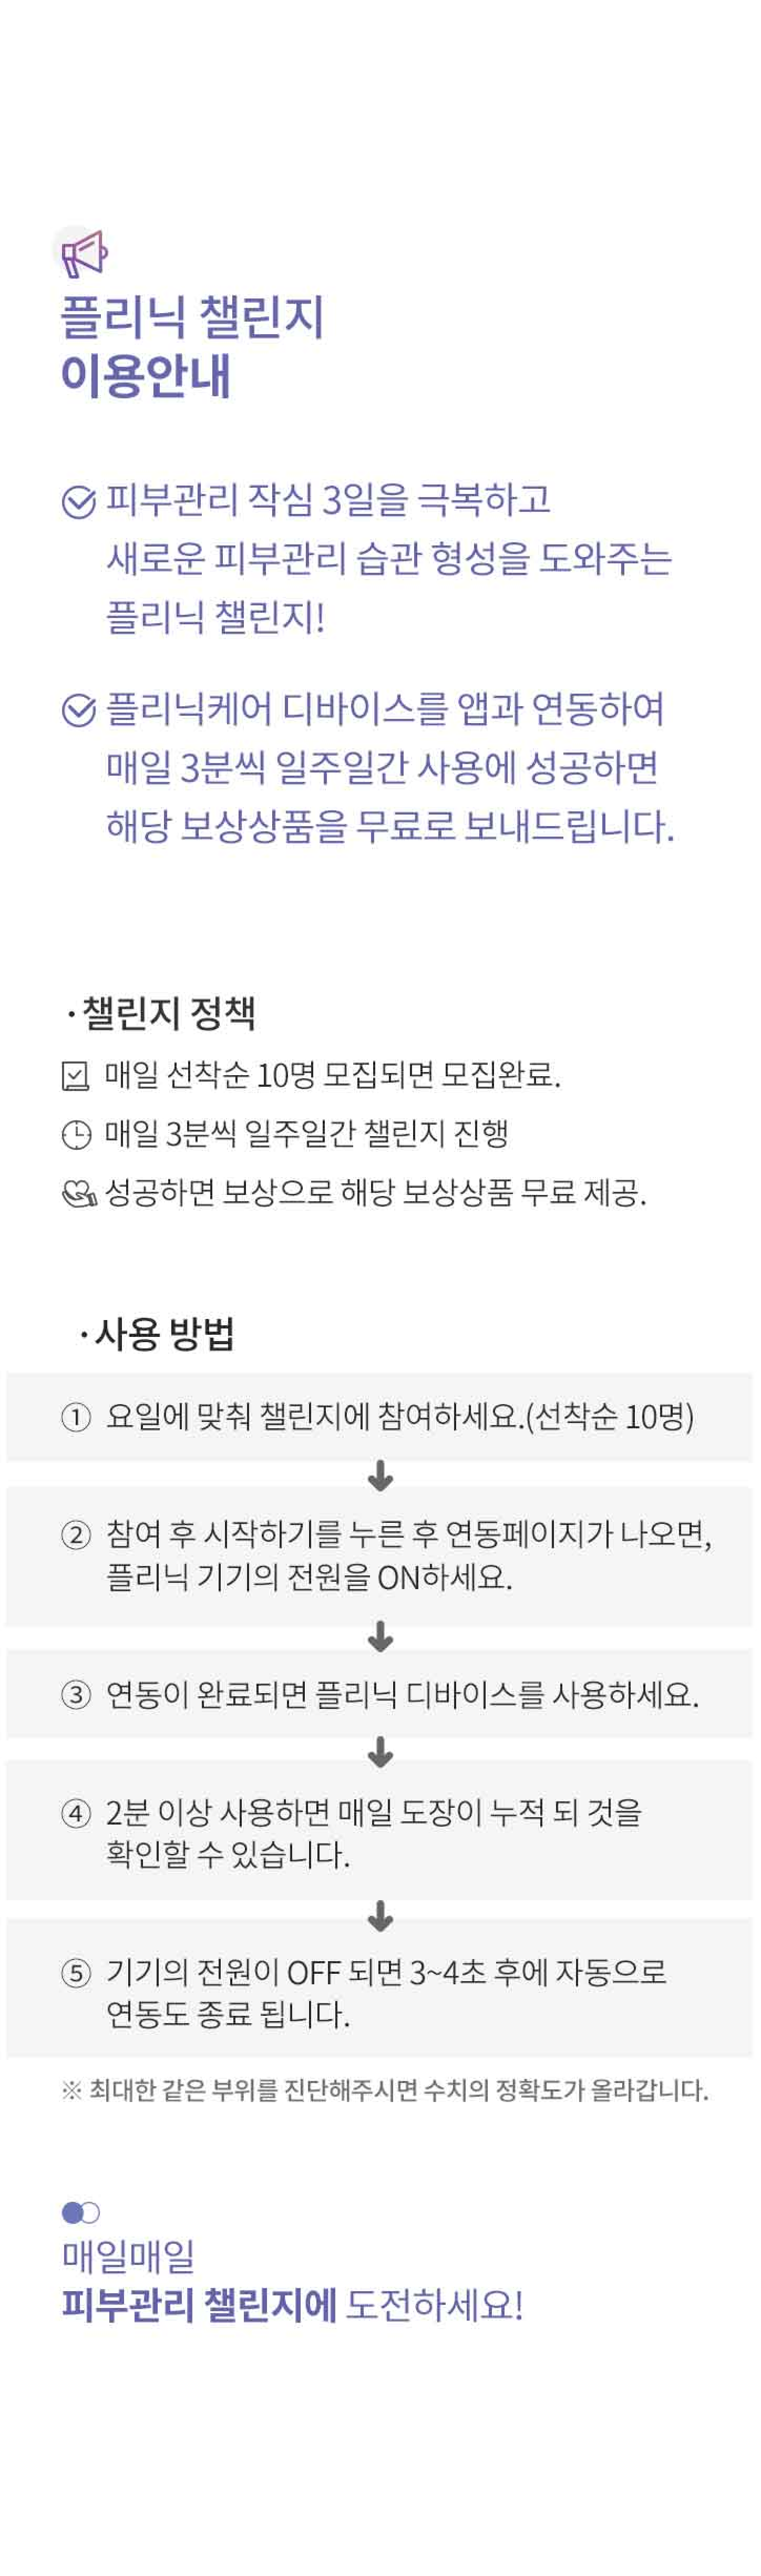 플리닉 챌린지
이용안내
피부관리 작심 3일을 극복하고
새로운 피부관리 습관 형성을 도와주는
플리닉 챌린지!
플리닉케어 디바이스를 앱과 연동하여
매일 3분씩 일주일간 사용에 성공하면
해당 보상상품을 무료로 보내드립니다.
·챌린지 정책
매일 선착순 10명 모집되면 모집완료.
매일 3분씩 일주일간 챌린지 진행
성공하면 보상으로 해당 보상상품 무료 제공.
·사용 방법
① 요일에 맞춰 챌린지에 참여하세요.(선착순 10명)
② 참여 후 시작하기를 누른 후 연동페이지가 나오면,
플리닉 기기의 전원을 ON하세요.
③ 연동이 완료되면 플리닉 디바이스를 사용하세요.
④ 2분 이상 사용하면 매일 도장이 누적 되 것을
확인할 수 있습니다.
⑤ 기기의 전원이 OFF 되면 3~4초 후에 자동으로
연동도 종료 됩니다.
※ 최대한 같은 부위를 진단해주시면 수치의 정확도가 올라갑니다.
매일매일
피부관리 챌린지에 도전하세요!